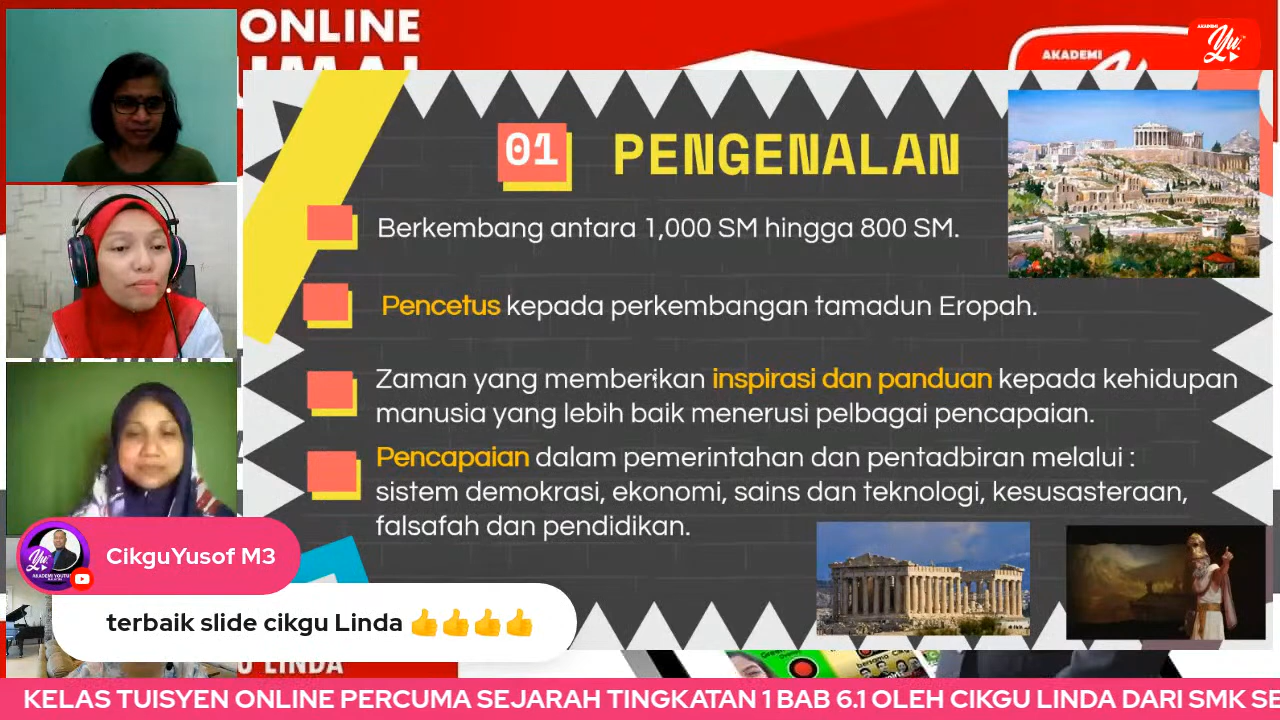 ONLINE
AKADEMI
AKADEMI
Yu.
01 PENGENALAN
Berkembang antara 1,000 SM hingga 800 SM.
Pencetus kepada perkembangan tamadun Eropah.
Zaman yang memberikan inspirasi dan panduan kepada kehidupan
manusia yang lebih baik menerusi pelbagai pencapaian.
Pencapaian dalam pemerintahan dan pentadbiran melalui :
sistem demokrasi, ekonomi, sains dan teknologi, kesusasteraan,
falsafah dan pendidikan.
CikguYusof M3
terbaik slide cikgu Linda 👍👍👍👍
U LINDA
KELAS TUISYEN ONLINE PERCUMA SEJARAH TINGKATAN 1 BAB 6.1 OLEH CIKGU LINDA DARI SMK SE